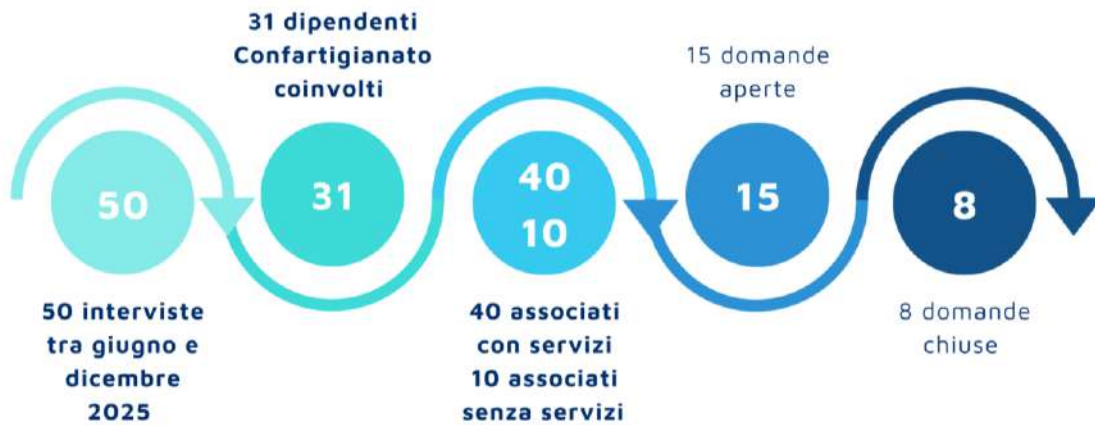 50
50 interviste
tra giugno e
dicembre
2025
31 dipendenti
Confartigianato
coinvolti
31
40
10
40 associati
con servizi
10 associati
senza servizi
15 domande
aperte
15
8
8 domande
chiuse